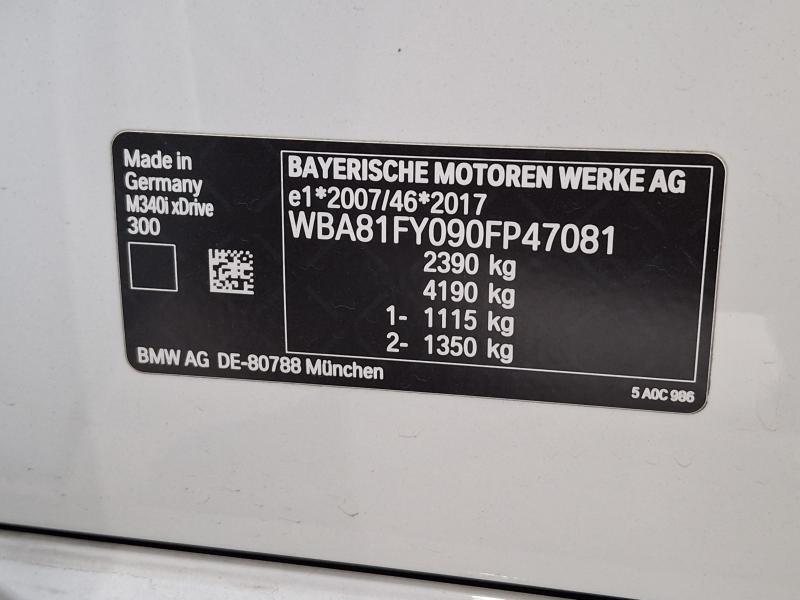 Made in
Germany
M340i xDrive
300
BAYERISCHE MOTOREN WERKE AG
e1*2007/46*2017
WBA81FY090FP47081
2390 kg
4190 kg
1- 1115 kg
2- 1350 kg
BMW AG DE-80788 München
5 A0C 986